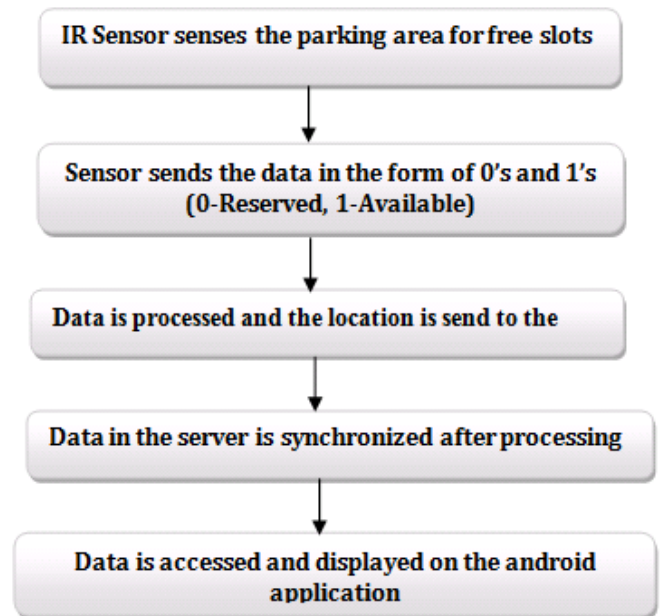 IR Sensor senses the parking area for free slots
Sensor sends the data in the form of 0's and 1's
(0-Reserved, 1-Available)
Data is processed and the location is send to the
Data in the server is synchronized after processing
Data is accessed and displayed on the android
application